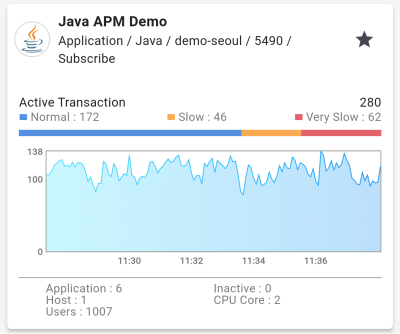 Java APM Demo
Application / Java / demo-seoul / 5490 /
Subscribe
Active Transaction 280
Normal : 172 Slow : 46 Very Slow : 62
138
100
0
11:30 11:32 11:34 11:36
Application : 6 Inactive : 0
Host : 1 CPU Core : 2
Users : 1007